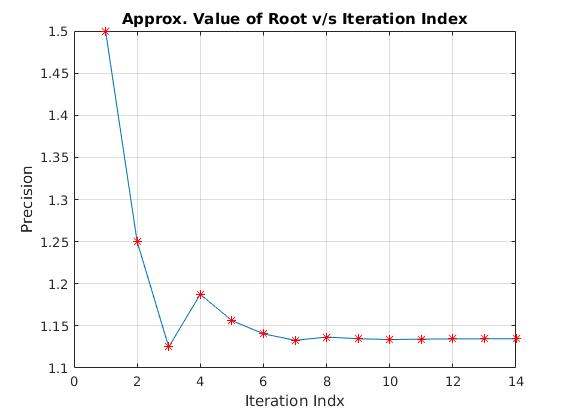 Approx. Value of Root v/s Iteration Index
1.5
1.45
1.4
1.35
1.3
1.25
1.2
1.15
1.1
Precision
0 2 4 6 8 10 12 14
Iteration Indx